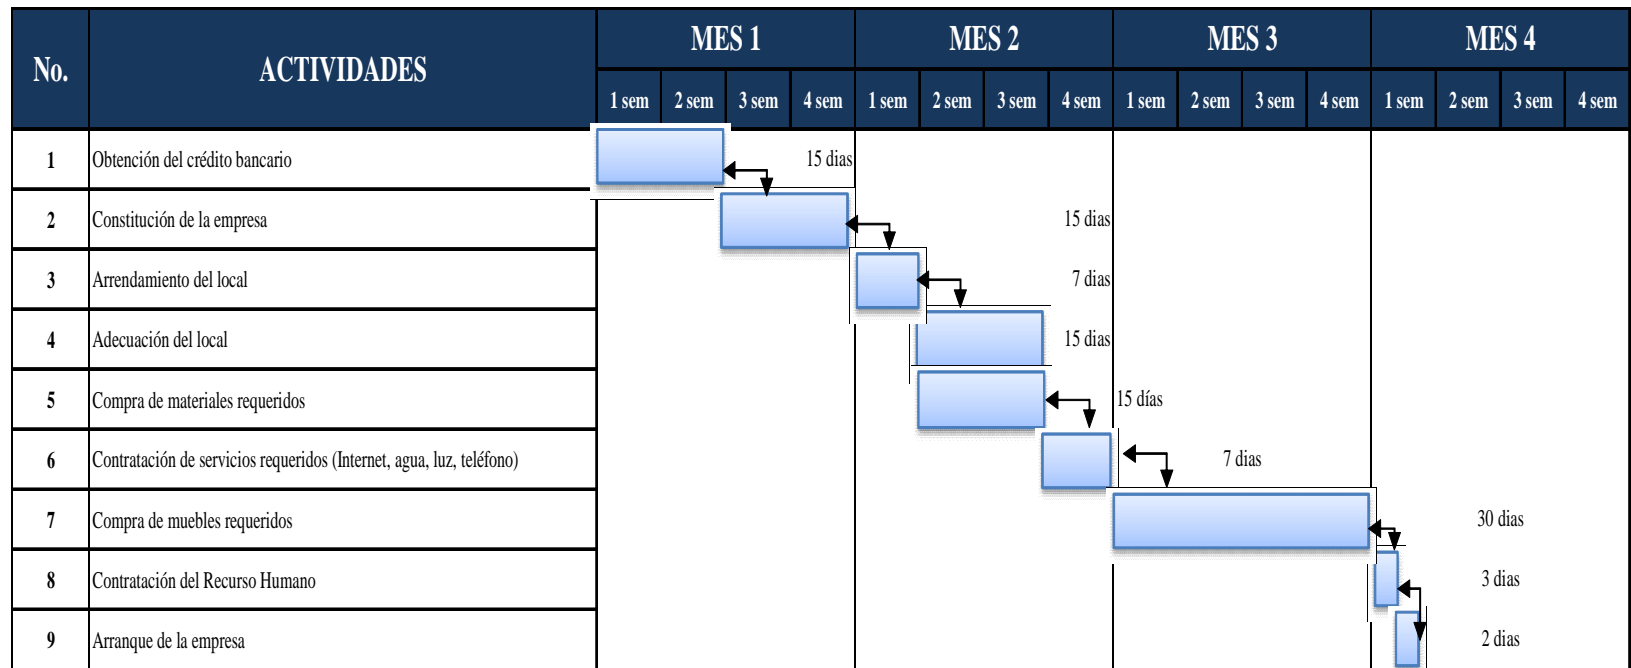 No. ACTIVIDADES MES 1 MES 2 MES 3 MES 4
1 sem 2 sem 3 sem 4 sem 1 sem 2 sem 3 sem 4 sem 1 sem 2 sem 3 sem 4 sem 1 sem 2 sem 3 sem 4 sem
1 Obtención del crédito bancario 15 dias
2 Constitución de la empresa 15 dias
3 Arrendamiento del local 7 dias
4 Adecuación del local 15 dias
5 Compra de materiales requeridos 15 días
6 Contratación de servicios requeridos (Internet, agua, luz, teléfono) 7 dias
7 Compra de muebles requeridos 30 dias
8 Contratación del Recurso Humano 3 dias
9 Arranque de la empresa 2 dias